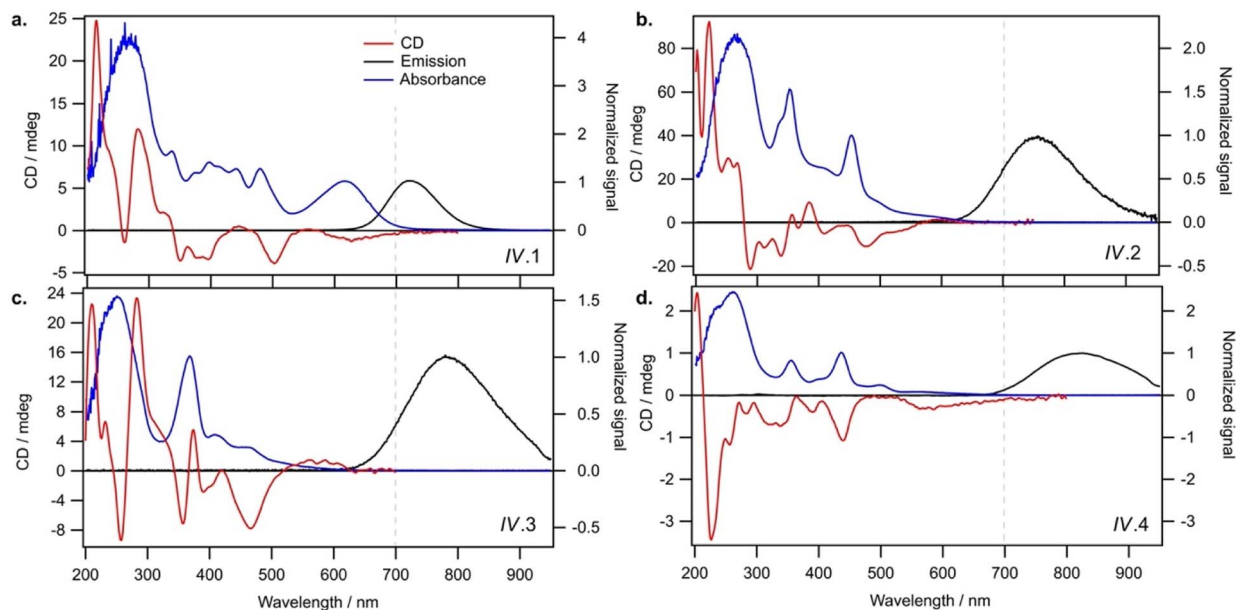 a.
25
20
15
10
5
0
-5
CD / mdeg
CD
Emission
Absorbance
4
3
2
1
0
Normalized signal
IV.1
b.
80
60
40
20
0
-20
CD / mpeg
2.0
1.5
1.0
0.5
0.0
-0.5
Normalized signal
IV.2
c.
24
20
16
12
8
4
0
-4
-8
CD / mdeg
1.5
1.0
0.5
0.0
-0.5
Normalized signal
IV.3
200 300 400 500 600 700 800 900
Wavelength / nm
d.
2
1
0
-1
-2
-3
CD / mdeg
2
1
0
-1
-2
-3
Normalized signal
IV.4
200 300 400 500 600 700 800 900
Wavelength / nm